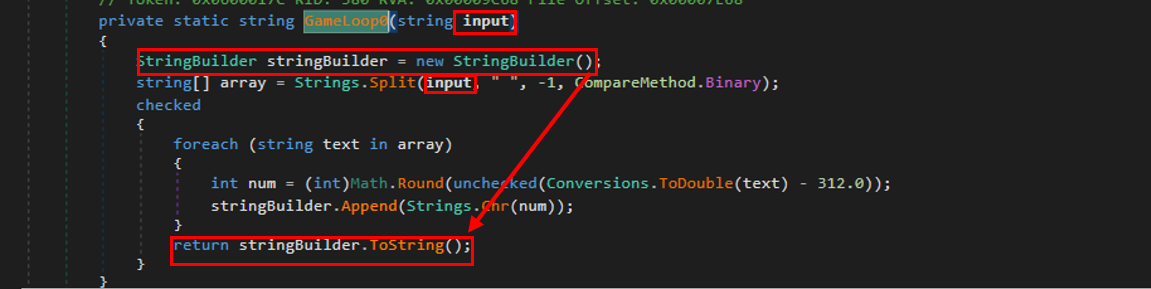 // Token: 0x0600017C RID: 380 RVA: 0x00009C68 File Offset: 0x00007E68
private static string GameLoop0(string input)
{
StringBuilder stringBuilder = new StringBuilder();
string[] array = Strings.Split(input, " ", -1, CompareMethod.Binary);
checked
{
foreach (string text in array)
{
int num = (int)Math.Round(unchecked(Conversions.ToDouble(text) - 312.0));
stringBuilder.Append(Strings.Chr(num));
}
return stringBuilder.ToString();
}
}